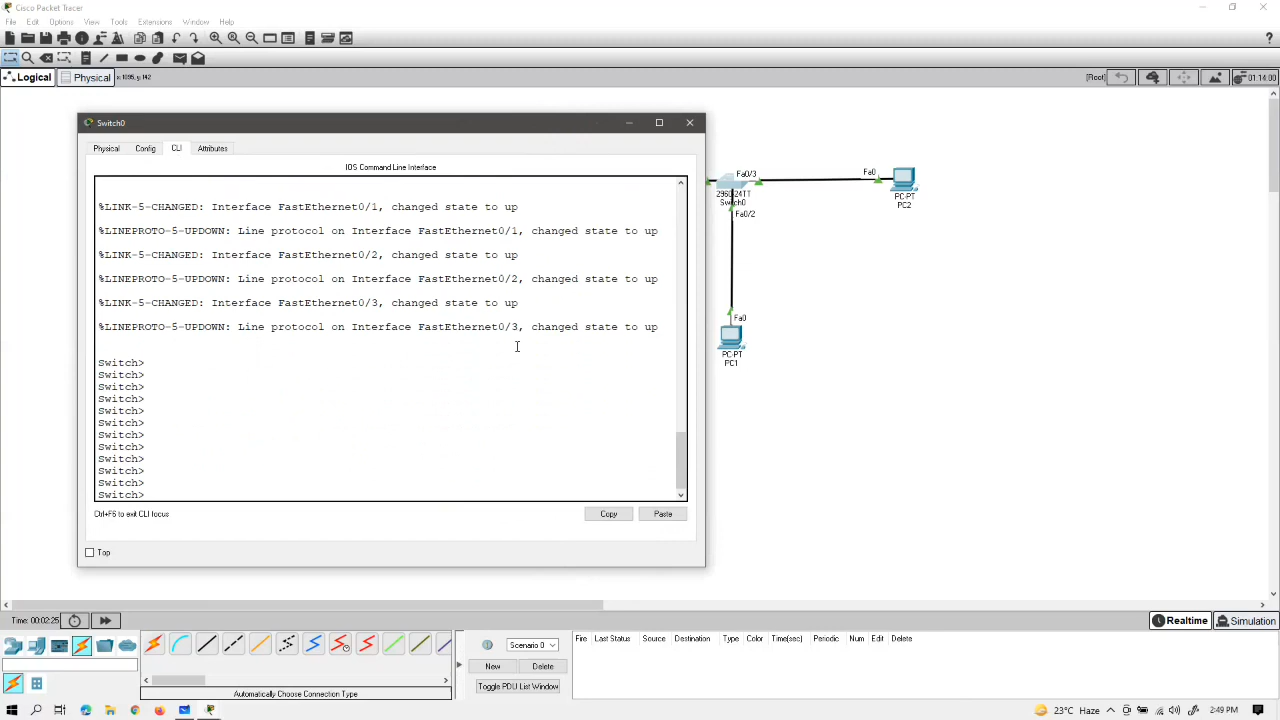 Cisco Packet Tracer
File Edit Options View Tools Extensions Window Help
Logical Physical x: 1095, y: 142 [Root] 01:14:00
Switch0
Physical Config CLI Attributes
IOS Command Line Interface
%LINK-5-CHANGED: Interface FastEthernet0/1, changed state to up
%LINEPROTO-5-UPDOWN: Line protocol on Interface FastEthernet0/1, changed state to up
%LINK-5-CHANGED: Interface FastEthernet0/2, changed state to up
%LINEPROTO-5-UPDOWN: Line protocol on Interface FastEthernet0/2, changed state to up
%LINK-5-CHANGED: Interface FastEthernet0/3, changed state to up
%LINEPROTO-5-UPDOWN: Line protocol on Interface FastEthernet0/3, changed state to up
Switch>
Switch>
Switch>
Switch>
Switch>
Switch>
Switch>
Switch>
Switch>
Switch>
Switch>
Switch>
Ctrl+F6 to exit CLI focus
Copy Paste
Top
Fa0/3
Switch0
Fa0/2
Fa0
PC-PT
PC2
Fa0
PC-PT
PC1
Time: 00:02:25
Realtime Simulation
Scenario 0
New Delete
Toggle PDU List Window
Fire Last Status Source Destination Type Color Time(sec) Periodic Num Edit Delete
Automatically Choose Connection Type
23°C Haze 2:49 PM